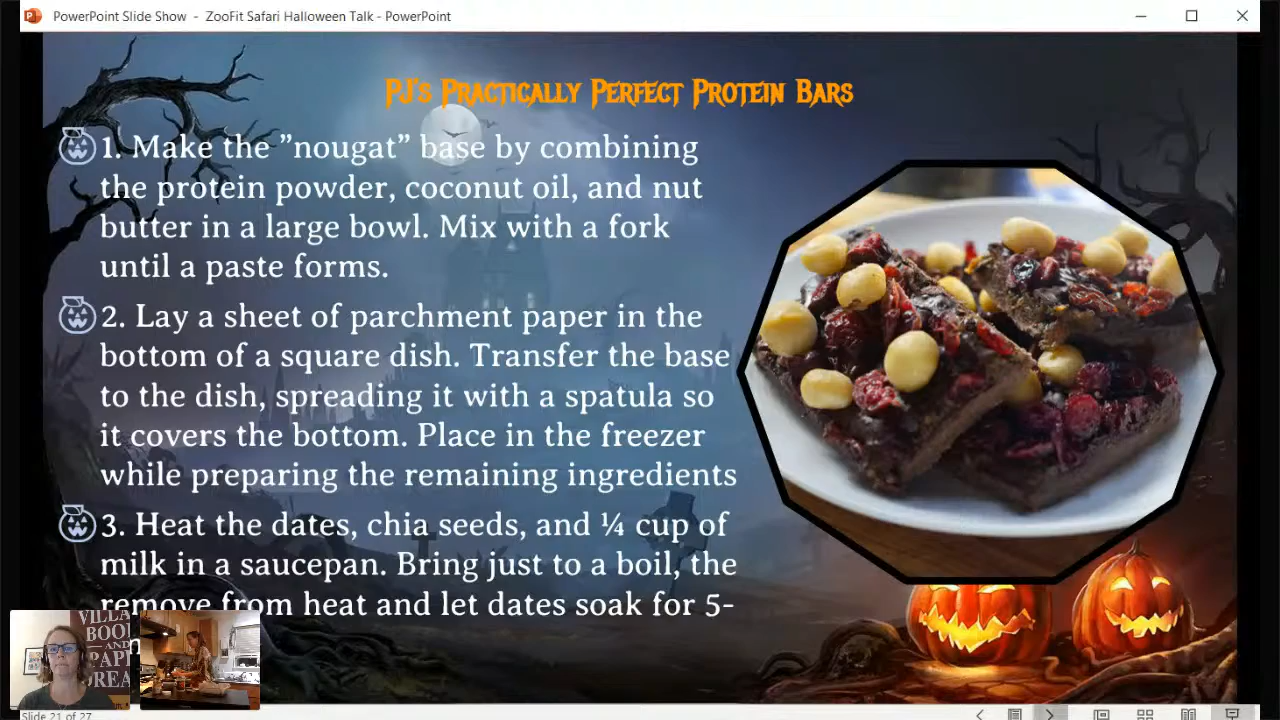 PowerPoint Slide Show - ZooFit Safari Halloween Talk - PowerPoint
PJ's Practically Perfect Protein Bars
1. Make the ”nougat” base by combining
the protein powder, coconut oil, and nut
butter in a large bowl. Mix with a fork
until a paste forms.
2. Lay a sheet of parchment paper in the
bottom of a square dish. Transfer the base
to the dish, spreading it with a spatula so
it covers the bottom. Place in the freezer
while preparing the remaining ingredients
3. Heat the dates, chia seeds, and ¼ cup of
milk in a saucepan. Bring just to a boil, the
remove from heat and let dates soak for 5-
VILLA
BOO
AND
PAP
DREA
Slide 21 of 27